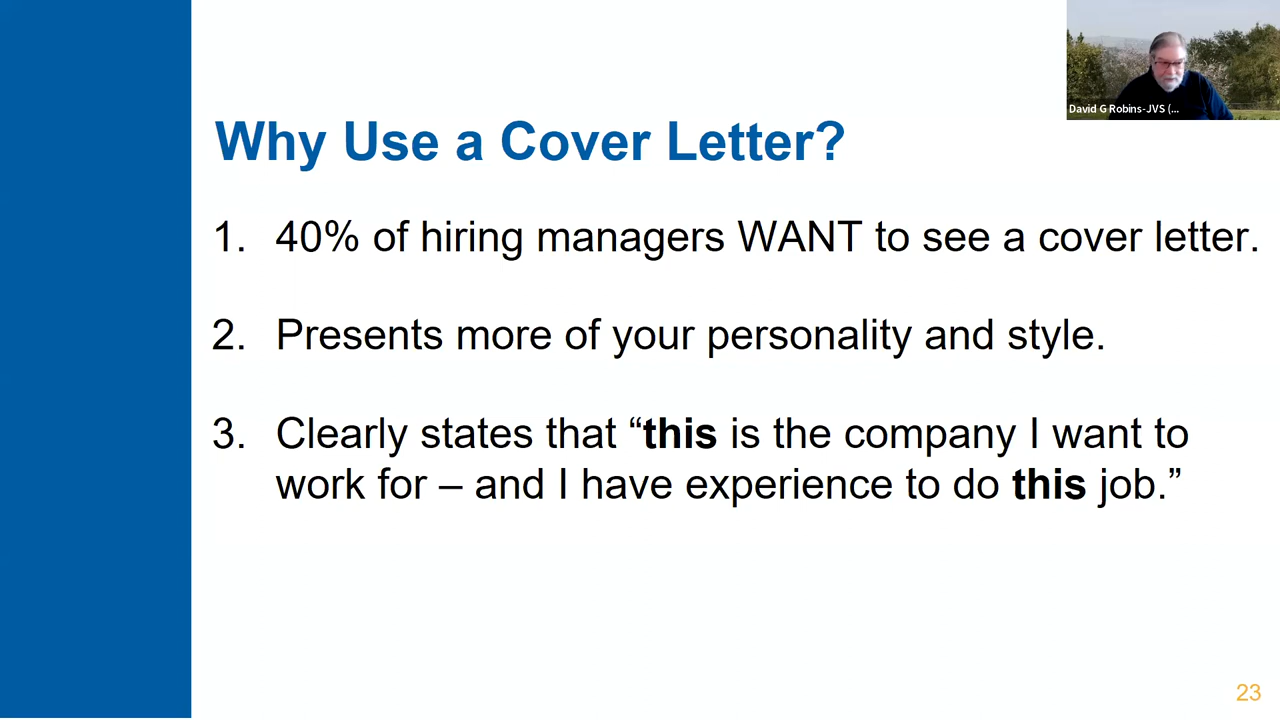 David G Robins-JVS (...
Why Use a Cover Letter?
1. 40% of hiring managers WANT to see a cover letter.
2. Presents more of your personality and style.
3. Clearly states that “this is the company I want to
work for – and I have experience to do this job.”
23